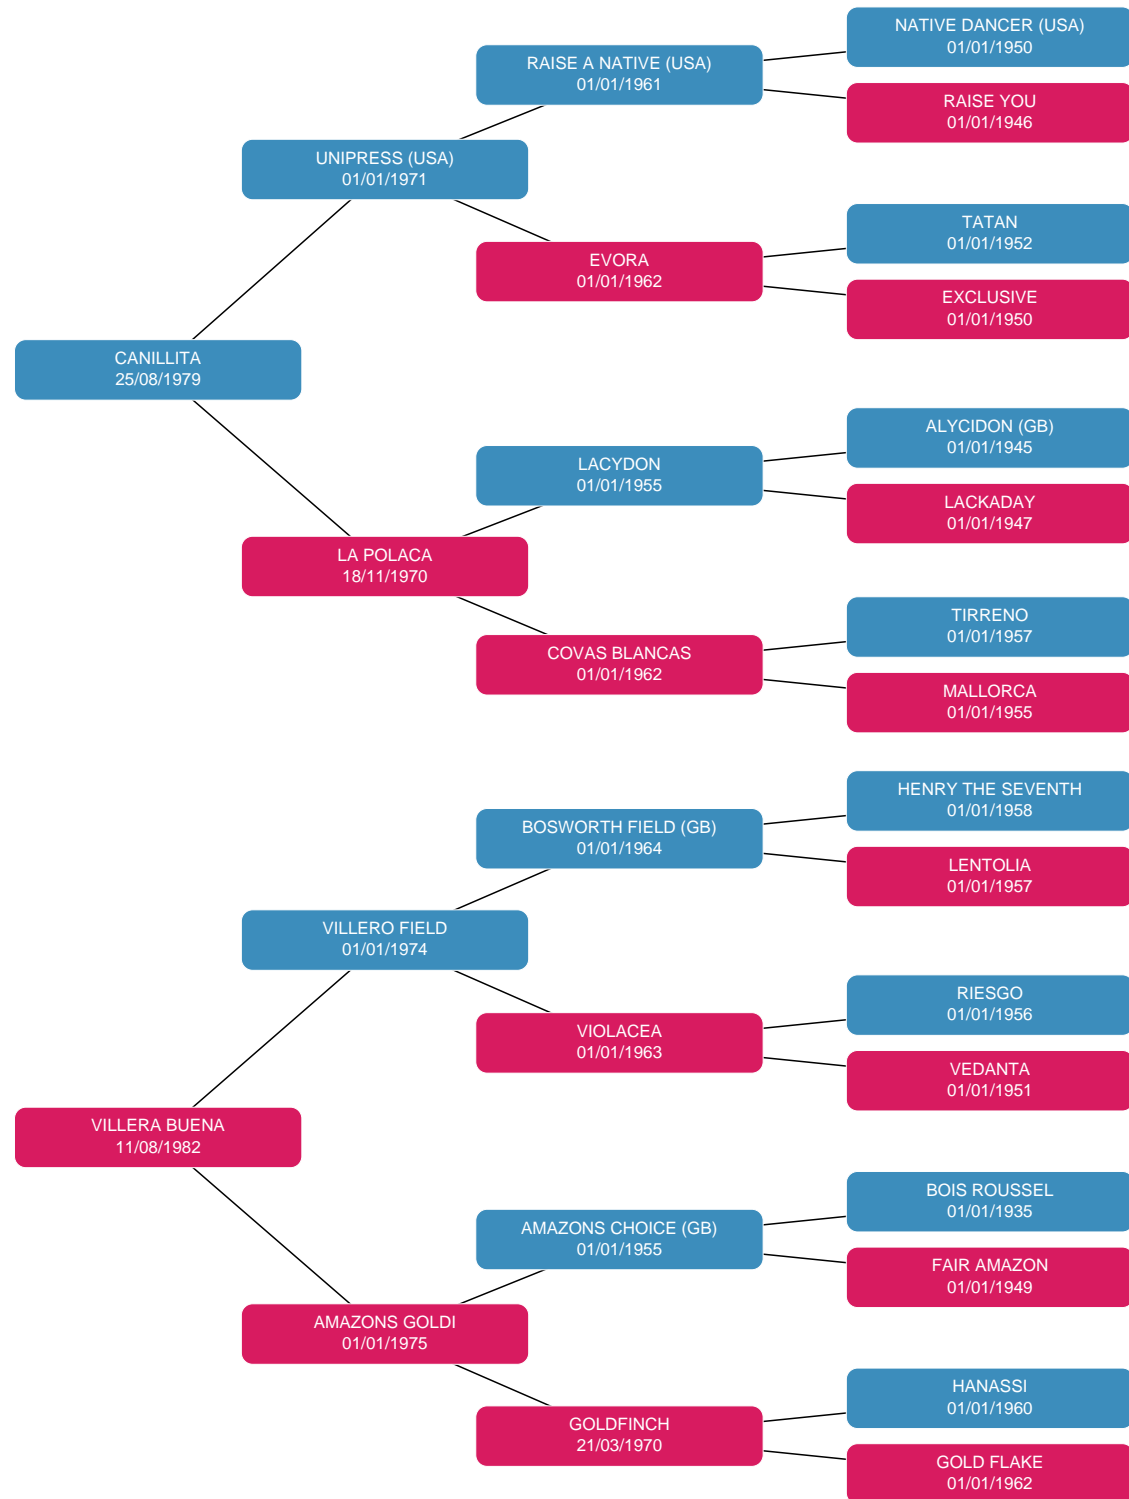 NATIVE DANCER (USA)
01/01/1950
RAISE A NATIVE (USA)
01/01/1961
RAISE YOU
01/01/1946
UNIPRESS (USA)
01/01/1971
TATAN
01/01/1952
EVORA
01/01/1962
EXCLUSIVE
01/01/1950
CANILLITA
25/08/1979
ALYCIDON (GB)
01/01/1945
LACYDON
01/01/1955
LACKADAY
01/01/1947
LA POLACA
18/11/1970
TIRRENO
01/01/1957
COVAS BLANCAS
01/01/1962
MALLORCA
01/01/1955
HENRY THE SEVENTH
01/01/1958
BOSWORTH FIELD (GB)
01/01/1964
LENTOLIA
01/01/1957
VILLERO FIELD
01/01/1974
RIESGO
01/01/1956
VIOLACEA
01/01/1963
VEDANTA
01/01/1951
VILLERA BUENA
11/08/1982
BOIS ROUSSEL
01/01/1935
AMAZONS CHOICE (GB)
01/01/1955
FAIR AMAZON
01/01/1949
AMAZONS GOLDI
01/01/1975
HANASSI
01/01/1960
GOLDFINCH
21/03/1970
GOLD FLAKE
01/01/1962